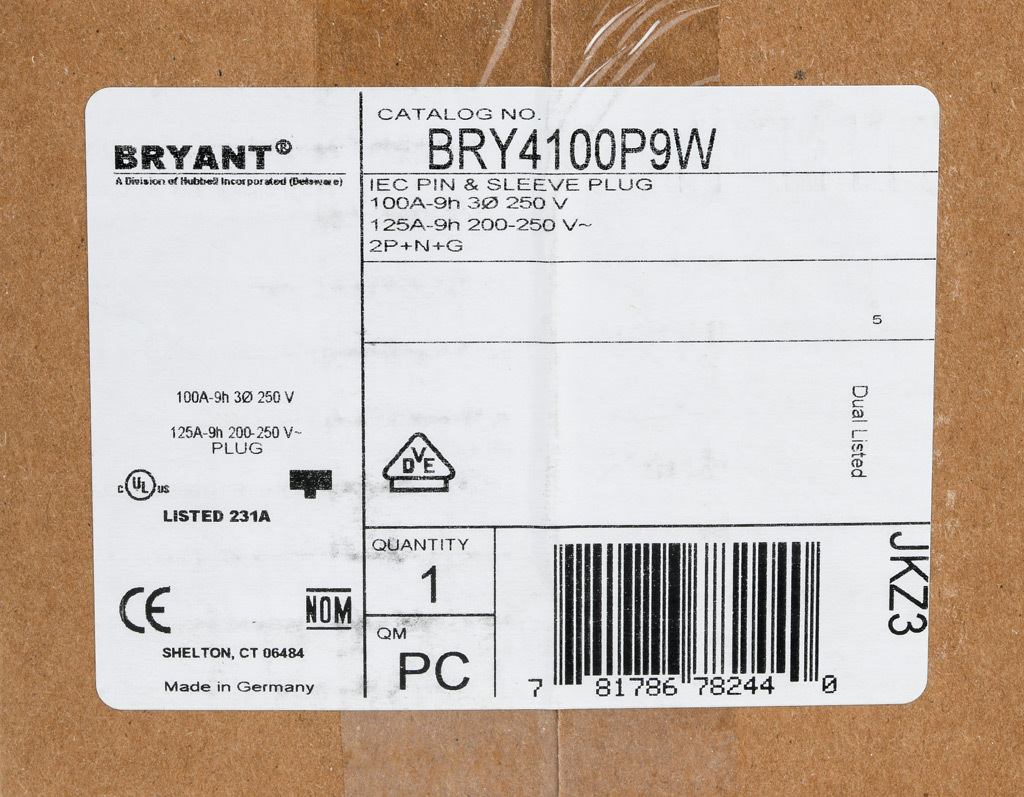 BRYANT®
A Division of Hubbell Incorporated (Delaware)
CATALOG NO.
BRY4100P9W
IEC PIN & SLEEVE PLUG
100A-9h 3Ø 250 V
125A-9h 200-250 V~
2P+N+G
5
Dual Listed
100A-9h 3Ø 250 V
125A-9h 200-250 V~
PLUG
c UL us
LISTED 231A
DVE
CE
NOM
SHELTON, CT 06484
Made in Germany
QUANTITY
1
QM
PC
7 81786 78244 0
JKZ3